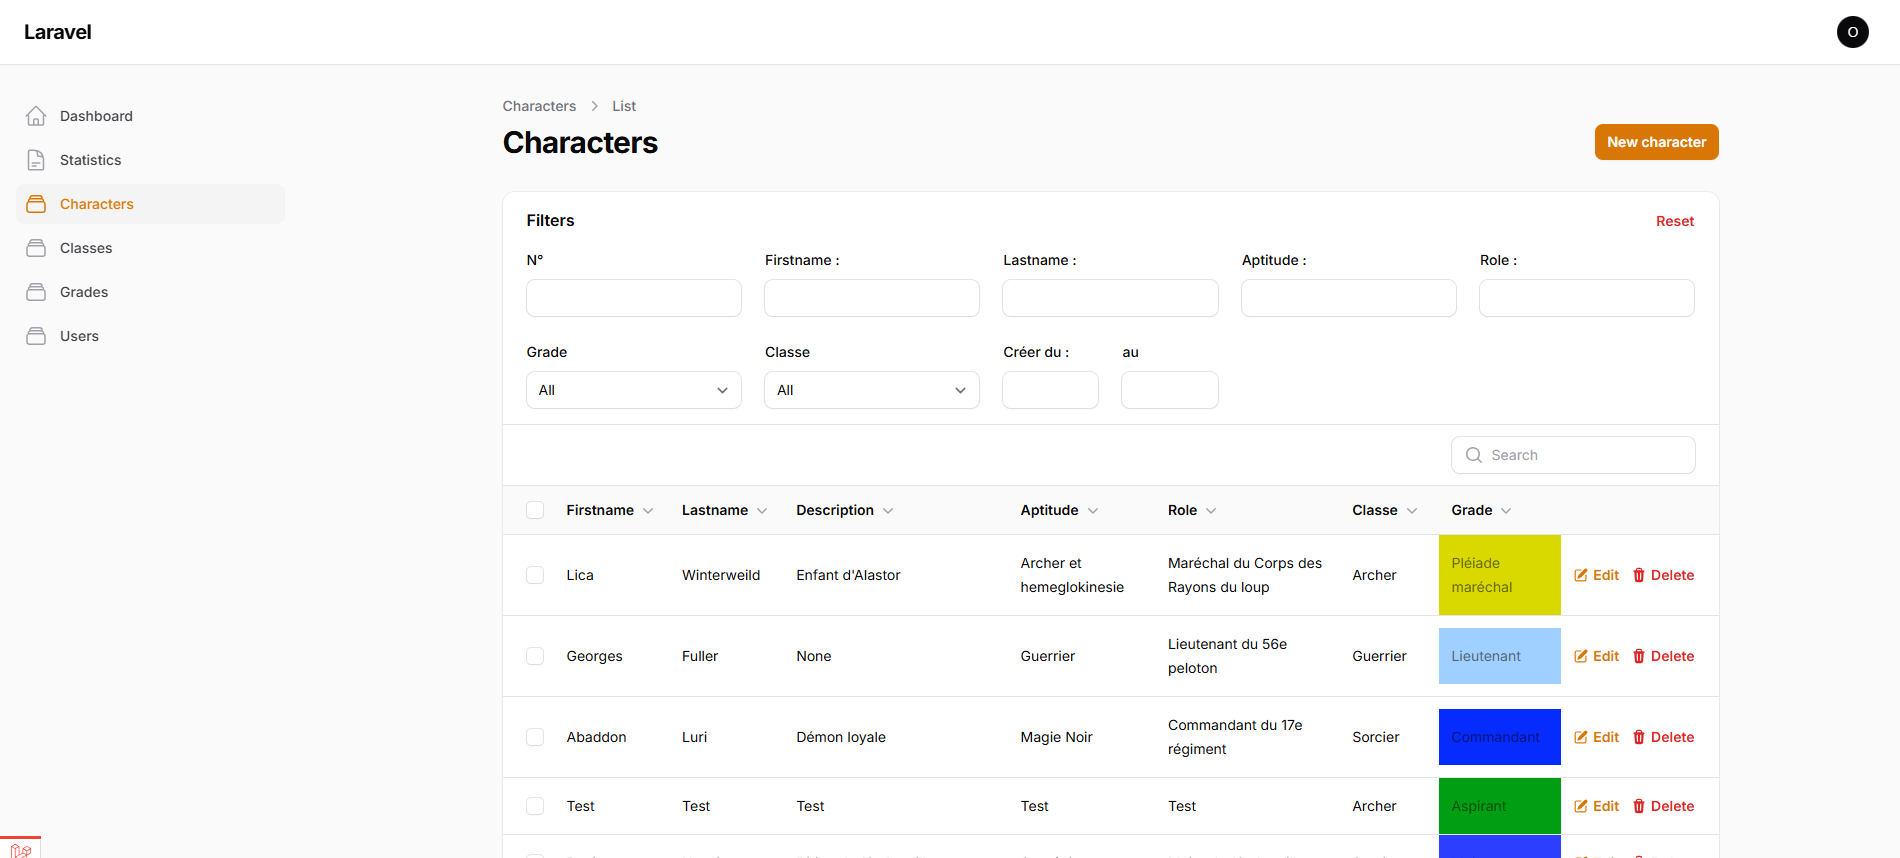 Laravel
O
Dashboard
Statistics
Characters
Classes
Grades
Users
Characters > List
Characters
New character
Filters
Reset
N°
Firstname :
Lastname :
Aptitude :
Role :
Grade
Classe
Créer du :
au
All
All
Search
Firstname
Lastname
Description
Aptitude
Role
Classe
Grade
Lica
Winterweild
Enfant d'Alastor
Archer et
hemeglokinesie
Maréchal du Corps des
Rayons du loup
Archer
Pléiade
maréchal
Edit
Delete
Georges
Fuller
None
Guerrier
Lieutenant du 56e
peloton
Guerrier
Lieutenant
Edit
Delete
Abaddon
Luri
Démon loyale
Magie Noir
Commandant du 17e
régiment
Sorcier
Commandant
Edit
Delete
Test
Test
Test
Test
Test
Archer
Aspirant
Edit
Delete